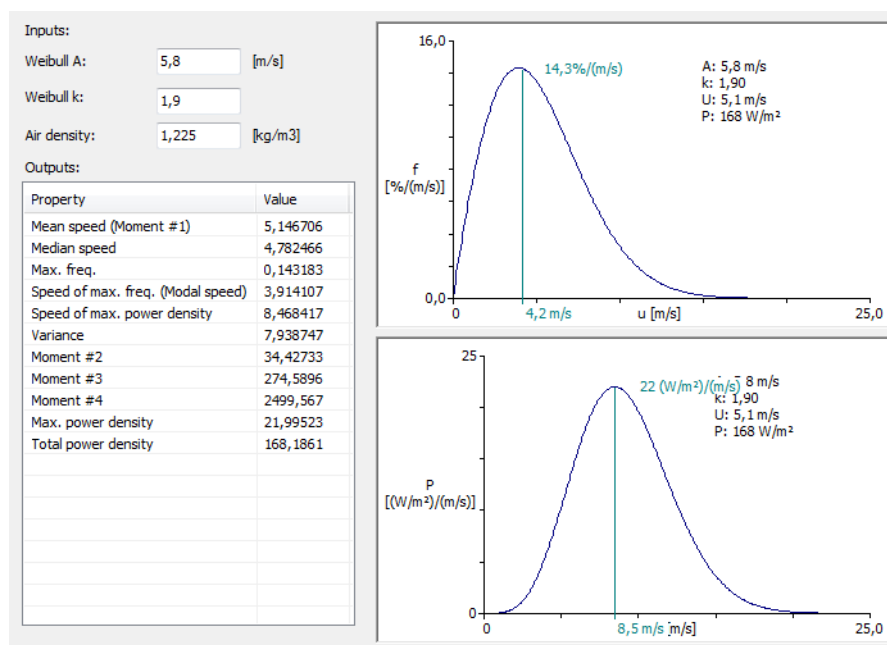 Inputs:
Weibull A: 5,8 [m/s]
Weibull k: 1,9
Air density: 1,225 [kg/m3]
Outputs:
Property Value
Mean speed (Moment #1) 5,146706
Median speed 4,782466
Max. freq. 0,143183
Speed of max. freq. (Modal speed) 3,914107
Speed of max. power density 8,468417
Variance 7,938747
Moment #2 34,42733
Moment #3 274,5896
Moment #4 2499,567
Max. power density 21,99523
Total power density 168,1861
16,0
14,3%/(m/s)
A: 5,8 m/s
k: 1,90
U: 5,1 m/s
P: 168 W/m²
f
[%/(m/s)]
0,0
0 4,2 m/s u [m/s] 25,0
25
22 (W/m²)/(m/s) 8 m/s
k: 1,90
U: 5,1 m/s
P: 168 W/m²
P
[(W/m²)/(m/s)]
0
0 8,5 m/s [m/s] 25,0